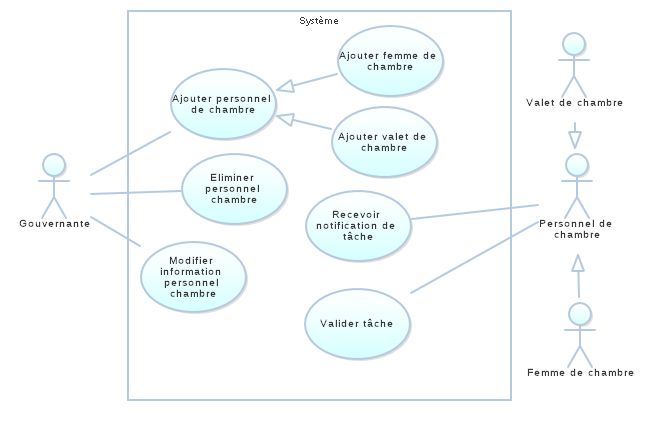 Système
Ajouter femme de
chambre
Ajouter personnel
de chambre
Ajouter valet de
chambre
Eliminer
personnel
chambre
Recevoir
notification de
tâche
Modifier
information
personnel
chambre
Valider tâche
Gouvernante
Valet de chambre
Personnel de
chambre
Femme de chambre